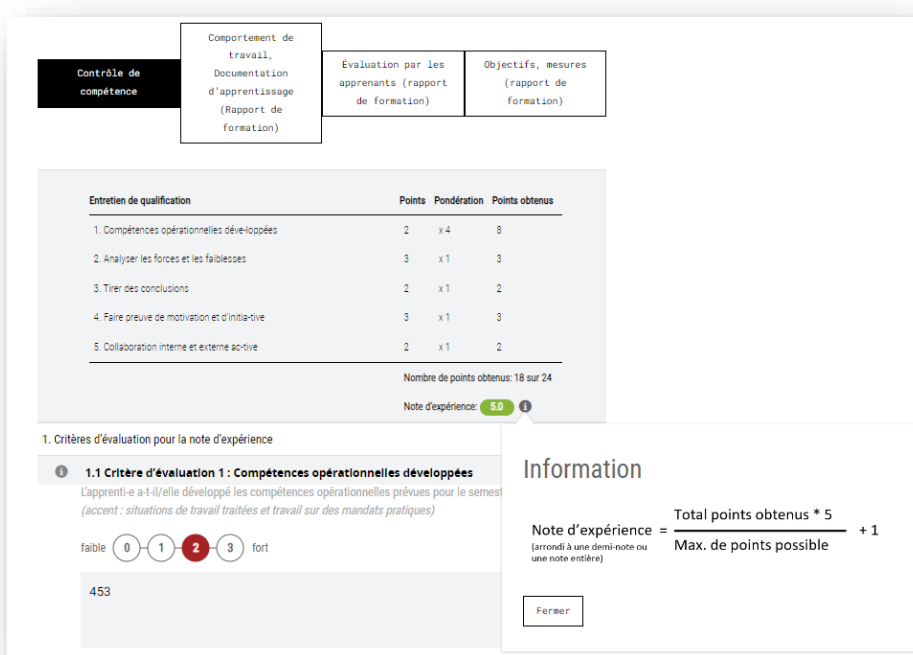 Contrôle de
compétence
Comportement de
travail,
Documentation
d'apprentissage
(Rapport de
formation)
Évaluation par les
apprenants (rapport
de formation)
Objectifs, mesures
(rapport de
formation)
Entretien de qualification Points Pondération Points obtenus
1. Compétences opérationnelles déve-loppées 2 x 4 8
2. Analyser les forces et les faiblesses 3 x 1 3
3. Tirer des conclusions 2 x 1 2
4. Faire preuve de motivation et d'initia-tive 3 x 1 3
5. Collaboration interne et externe ac-tive 2 x 1 2
Nombre de points obtenus: 18 sur 24
Note d'expérience: 5.0 i
1. Critères d'évaluation pour la note d'expérience
i 1.1 Critère d'évaluation 1 : Compétences opérationnelles développées
L'apprenti-e a-t-il/elle développé les compétences opérationnelles prévues pour le semest
(accent : situations de travail traitées et travail sur des mandats pratiques)
faible 0 1 2 3 fort
453
Information
Total points obtenus * 5
Note d'expérience = + 1
(arrondi à une demi-note ou
une note entière)
Max. de points possible
Fermer